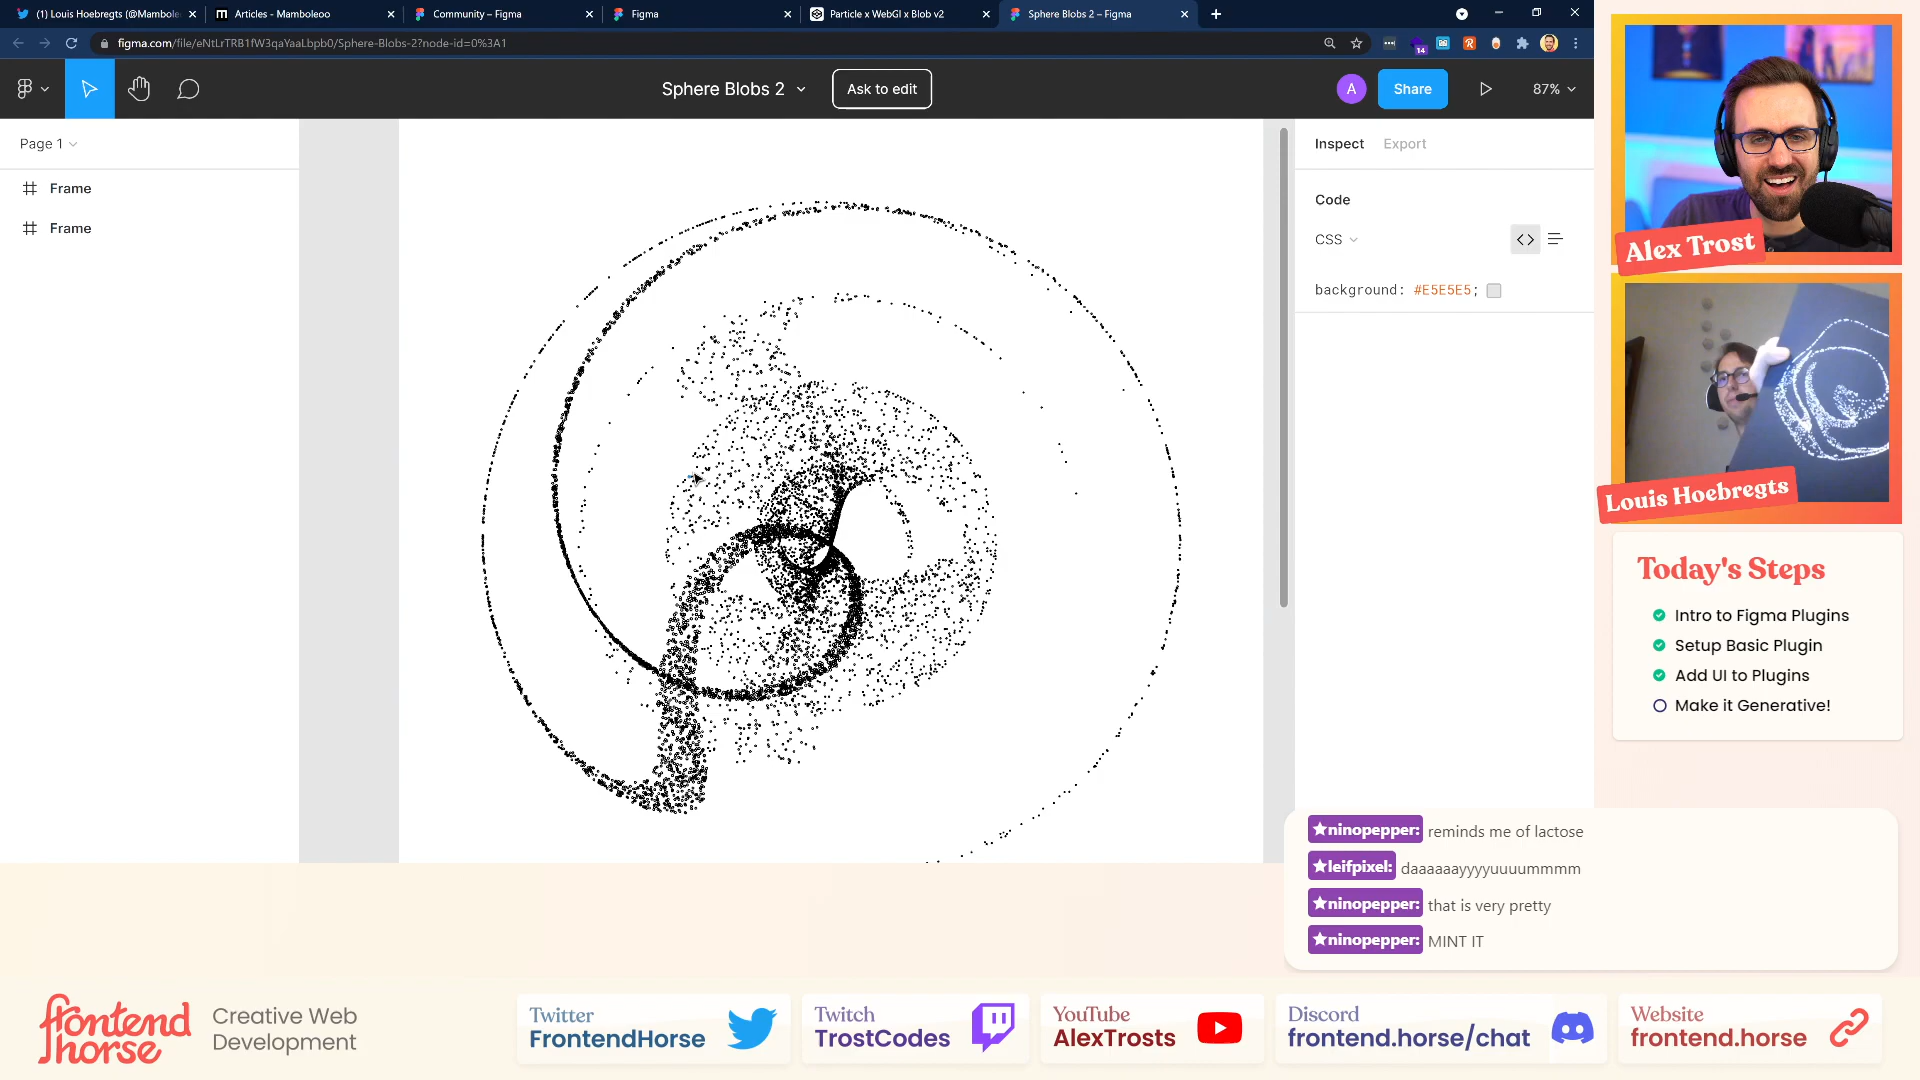 (1) Louis Hoebregts (@Mambole
Articles - Mamboleoo
Community – Figma
Figma
Particle x WebGl x Blob v2
Sphere Blobs 2 – Figma
figma.com/file/eNtLrTRB1fW3qaYaaLbpb0/Sphere-Blobs-2?node-id=0%3A1
14
Sphere Blobs 2
Ask to edit
A
Share
87%
Page 1
Frame
Frame
Inspect
Export
Code
CSS
background: #E5E5E5;
Alex Trost
Louis Hoebregts
Today's Steps
Intro to Figma Plugins
Setup Basic Plugin
Add UI to Plugins
Make it Generative!
ninopepper: reminds me of lactose
leifpixel: daaaaaayyyyuuuummmm
ninopepper: that is very pretty
ninopepper: MINT IT
frontend
horse
Creative Web
Development
Twitter
FrontendHorse
Twitch
TrostCodes
YouTube
AlexTrosts
Discord
frontend.horse/chat
Website
frontend.horse